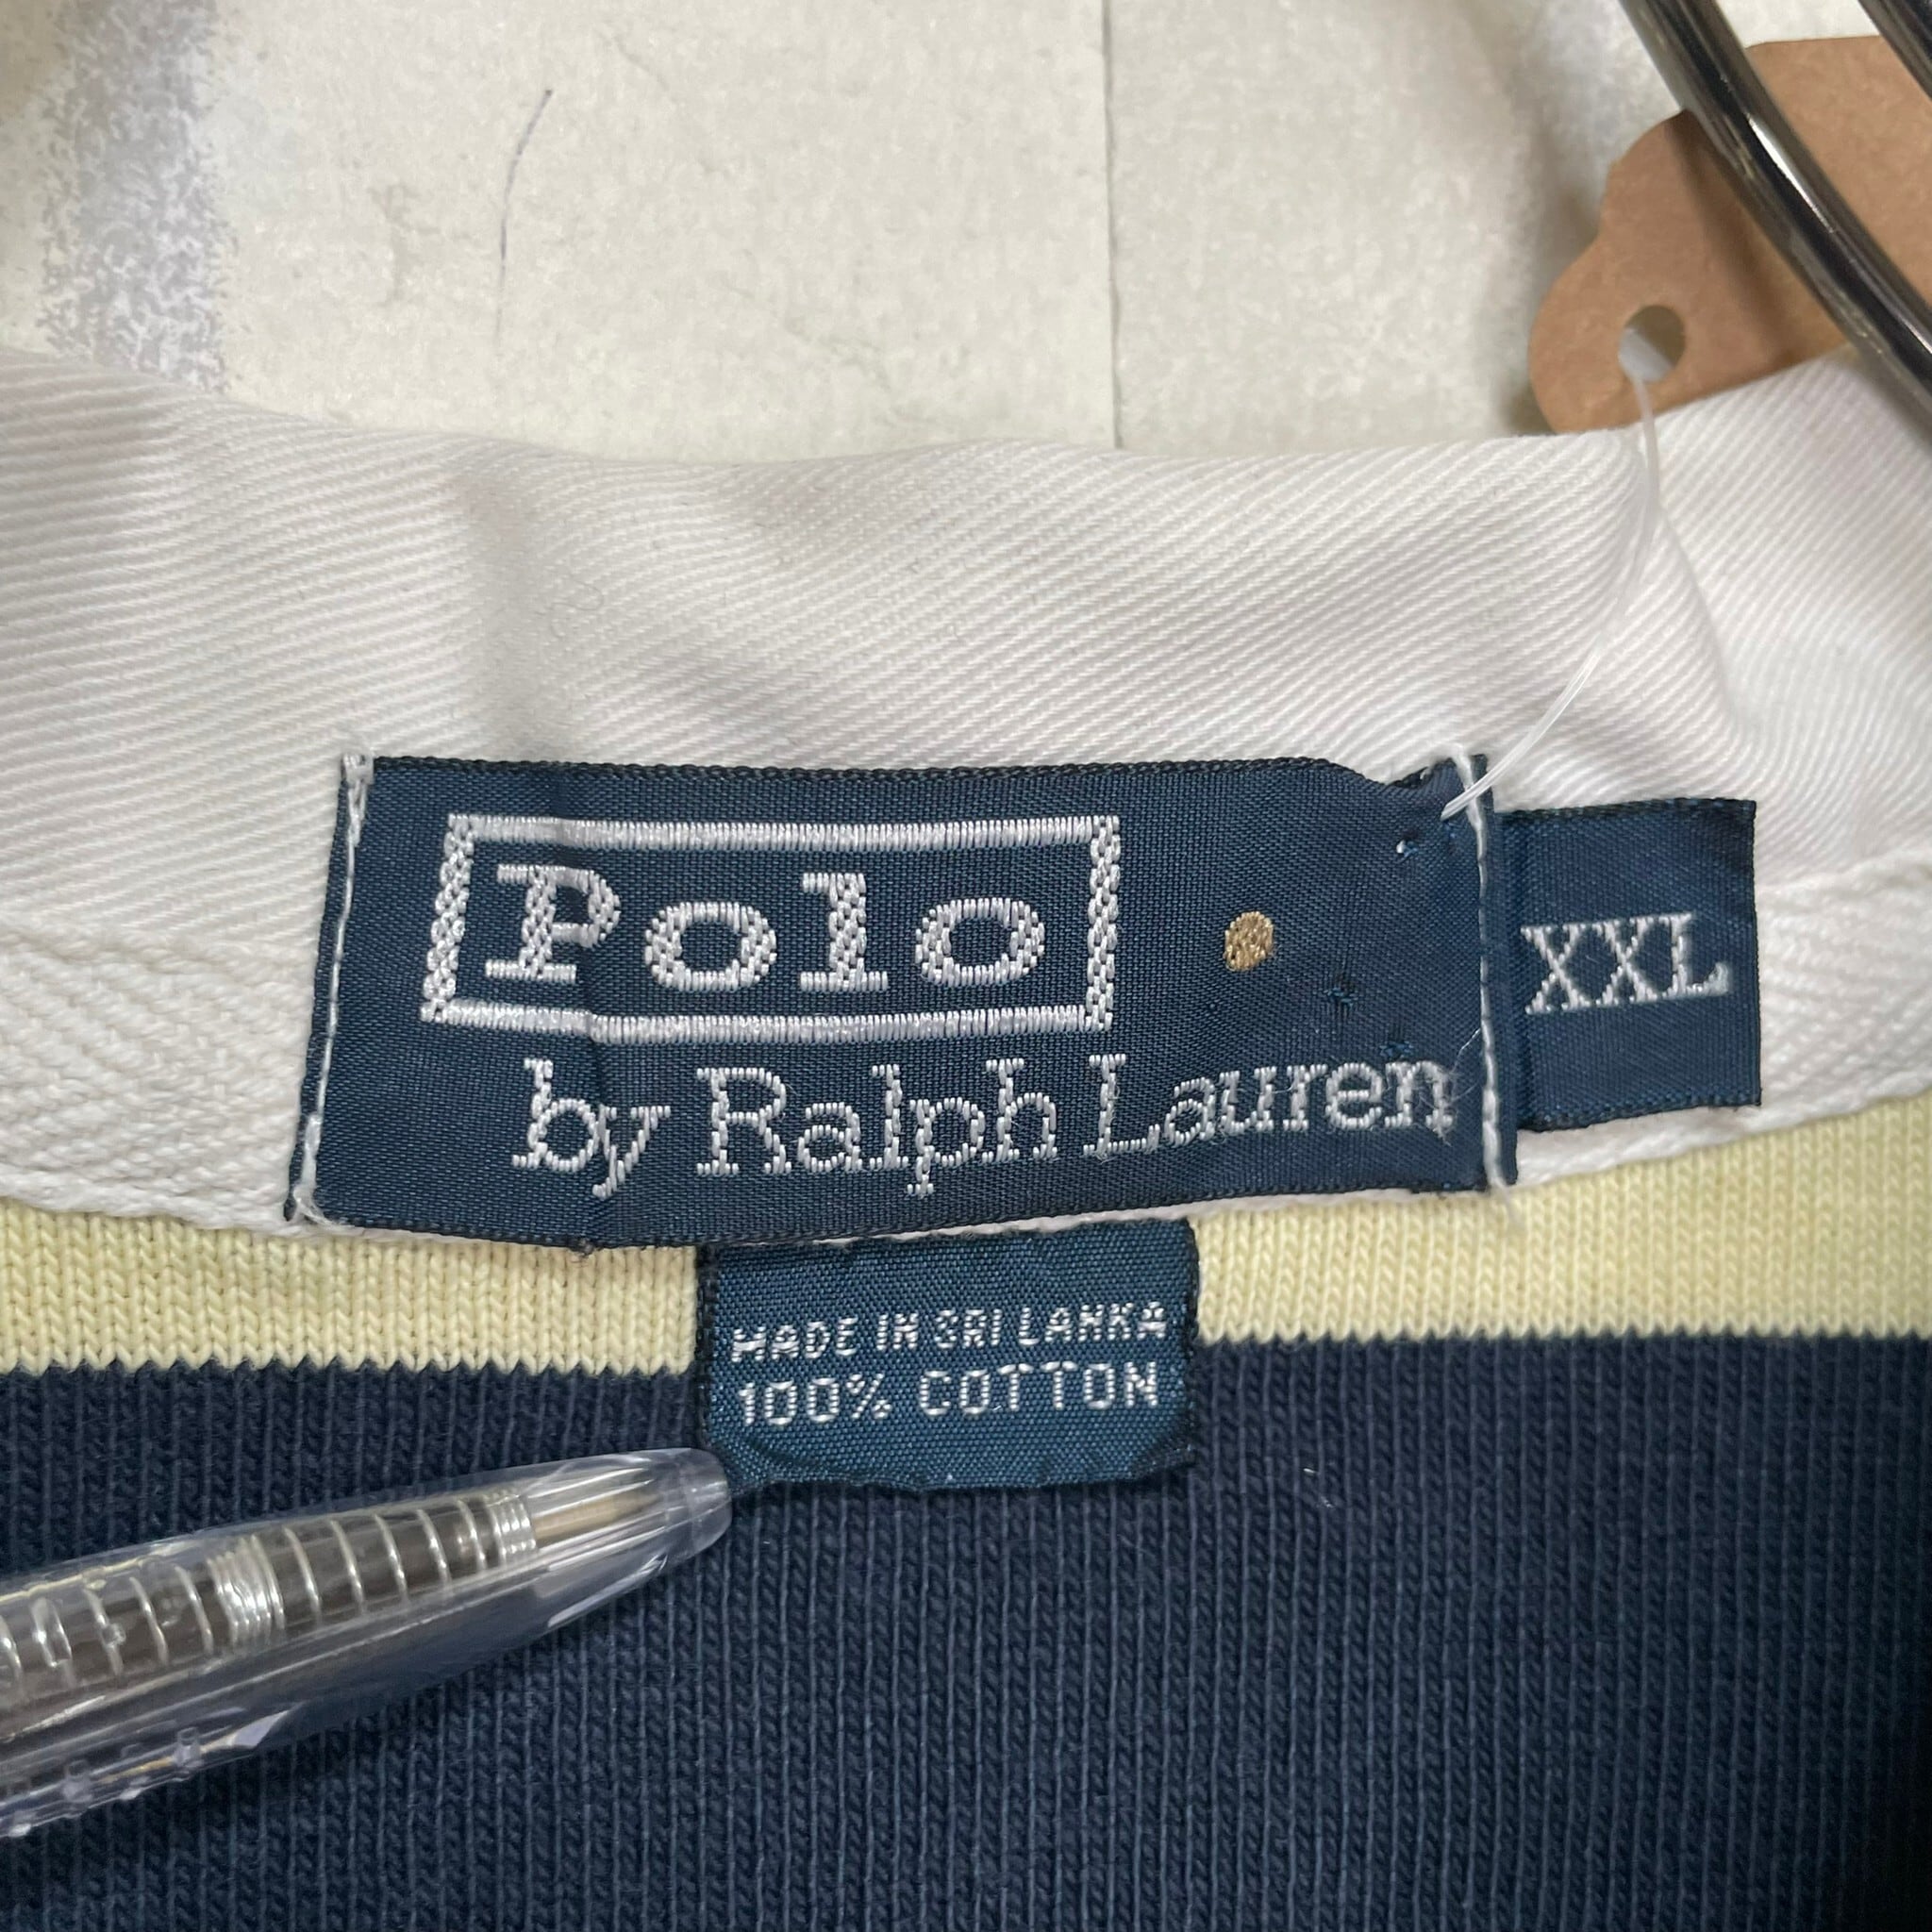 Polo
by Ralph Lauren
XXL
MADE IN SRI LANKA
100% COTTON